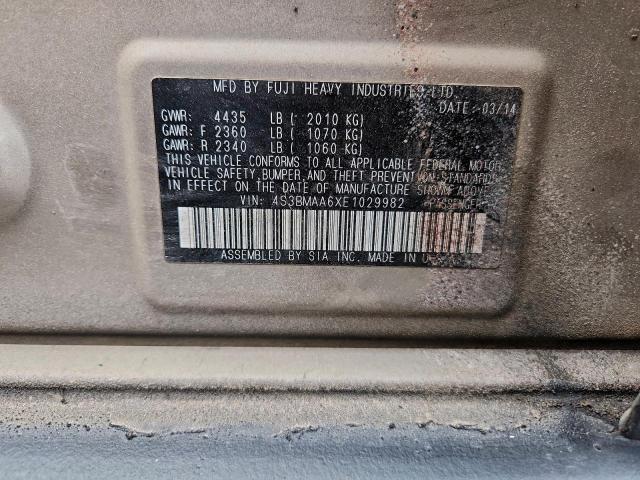 MFD BY FUJI HEAVY INDUSTRIES LTD
DATE: 03/14
GVWR: 4435 LB ( 2010 KG)
GAWR: F 2360 LB ( 1070 KG)
GAWR: R 2340 LB ( 1060 KG)
THIS VEHICLE CONFORMS TO ALL APPLICABLE FEDERAL MOTOR
VEHICLE SAFETY, BUMPER, AND THEFT PREVENTION STANDARDS
IN EFFECT ON THE DATE OF MANUFACTURE SHOWN ABOVE
VIN: 4S3BMAA6XE1029982 PASSENGER
ASSEMBLED BY SIA INC. MADE IN